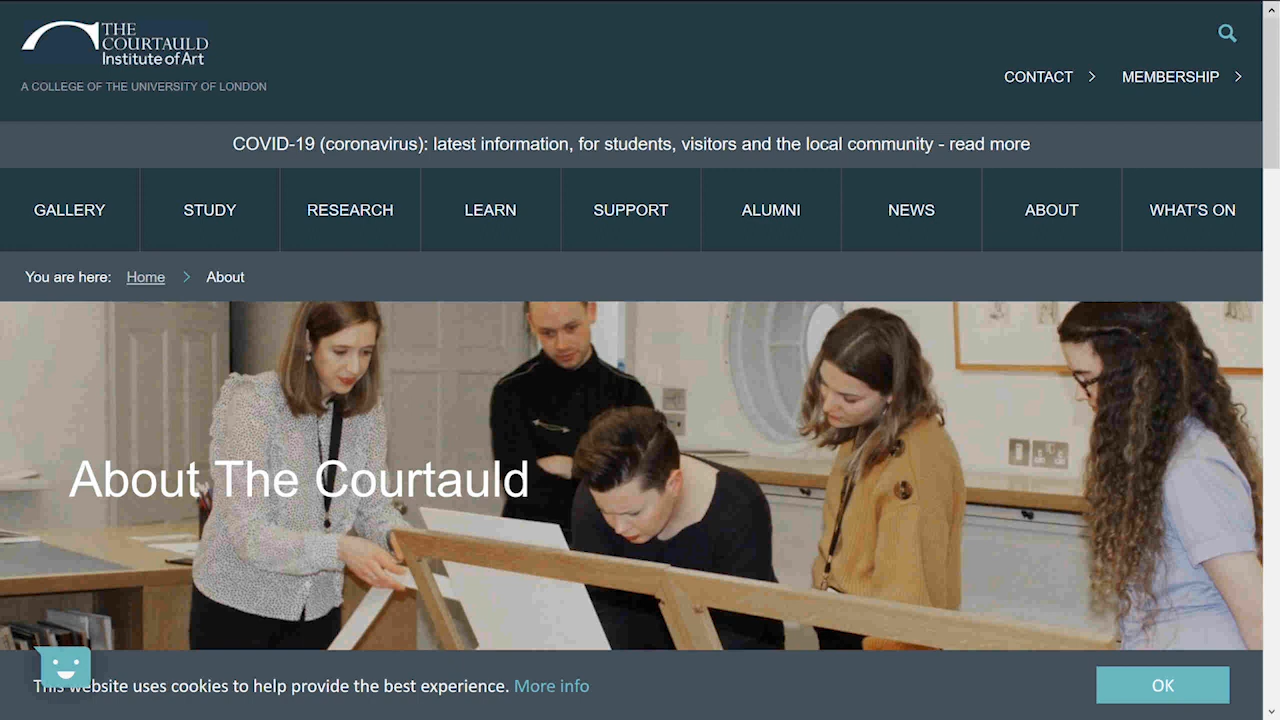 THE
COURTAULD
Institute of Art
A COLLEGE OF THE UNIVERSITY OF LONDON
CONTACT
MEMBERSHIP
COVID-19 (coronavirus): latest information, for students, visitors and the local community - read more
GALLERY
STUDY
RESEARCH
LEARN
SUPPORT
ALUMNI
NEWS
ABOUT
WHAT'S ON
You are here: Home > About
About The Courtauld
This website uses cookies to help provide the best experience. More info
OK